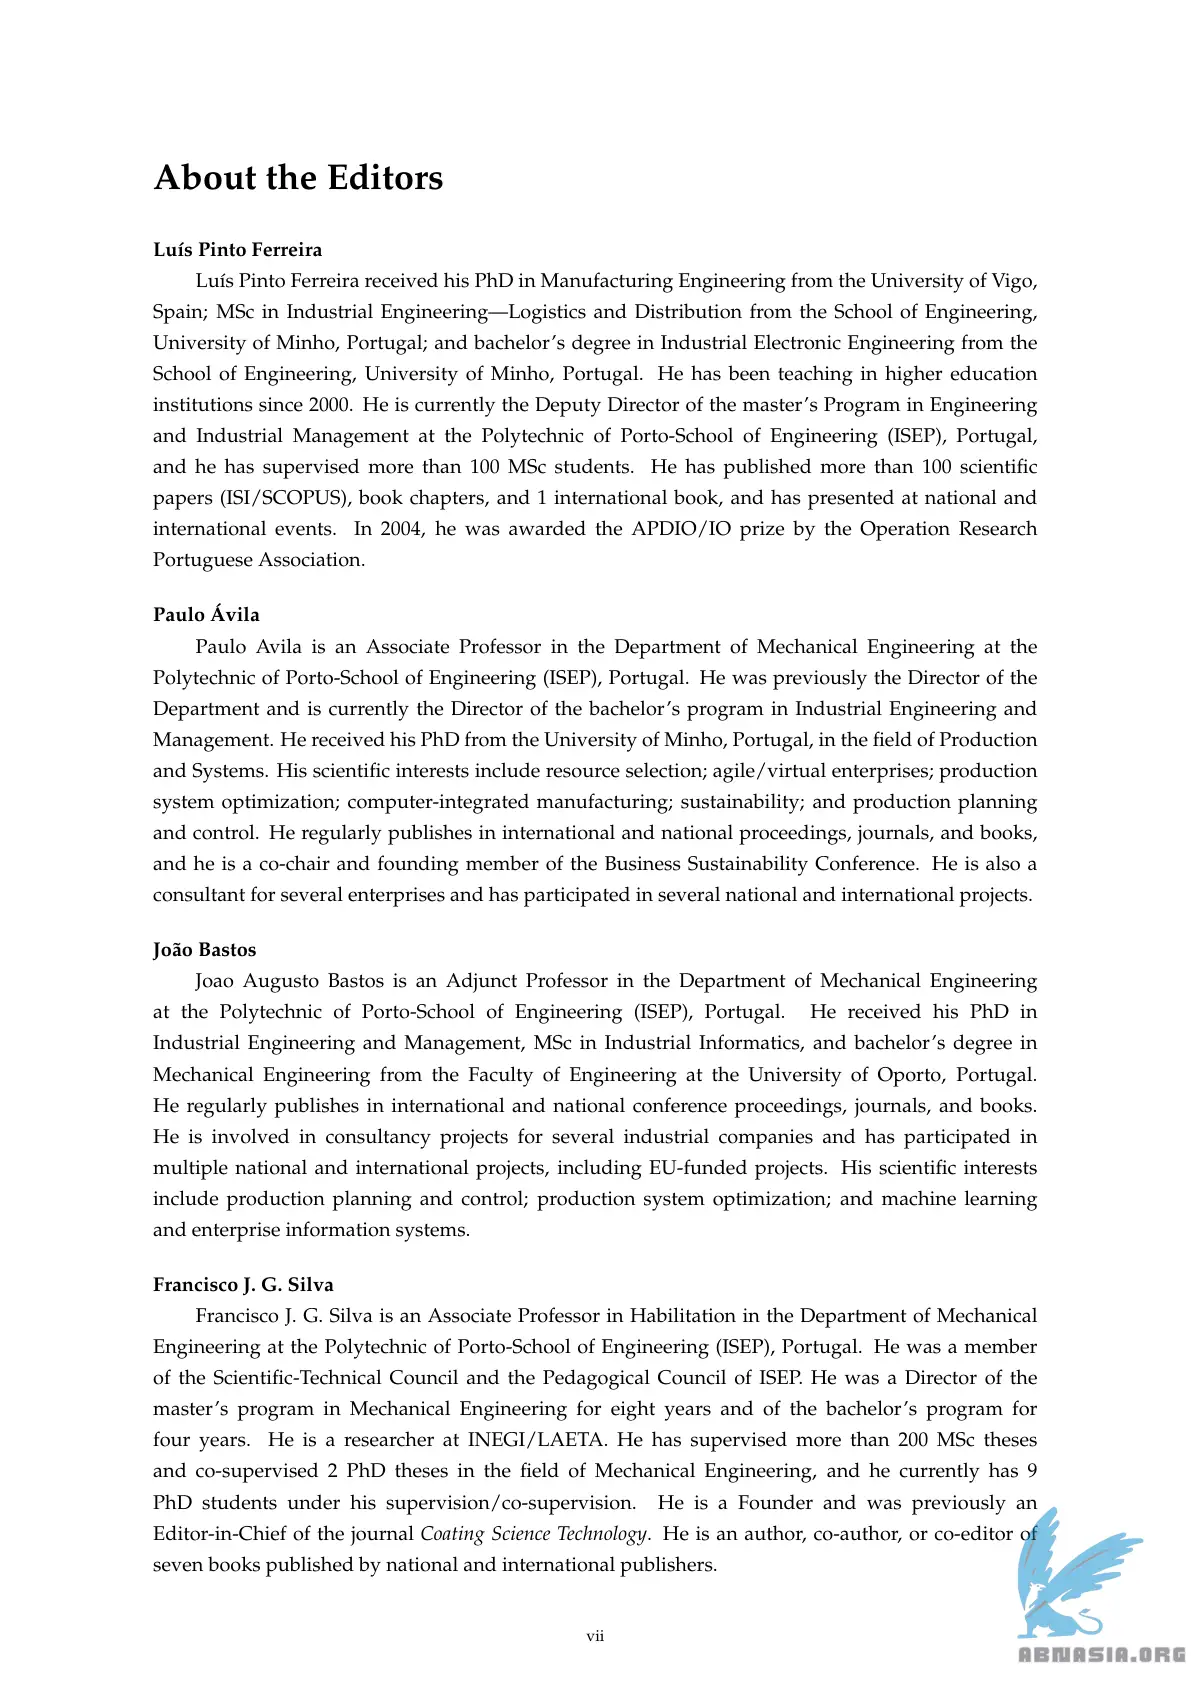 About the Editors
Luís Pinto Ferreira
Luís Pinto Ferreira received his PhD in Manufacturing Engineering from the University of Vigo,
Spain; MSc in Industrial Engineering—Logistics and Distribution from the School of Engineering,
University of Minho, Portugal; and bachelor's degree in Industrial Electronic Engineering from the
School of Engineering, University of Minho, Portugal. He has been teaching in higher education
institutions since 2000. He is currently the Deputy Director of the master's Program in Engineering
and Industrial Management at the Polytechnic of Porto-School of Engineering (ISEP), Portugal,
and he has supervised more than 100 MSc students. He has published more than 100 scientific
papers (ISI/SCOPUS), book chapters, and 1 international book, and has presented at national and
international events. In 2004, he was awarded the APDIO/IO prize by the Operation Research
Portuguese Association.
Paulo Ávila
Paulo Avila is an Associate Professor in the Department of Mechanical Engineering at the
Polytechnic of Porto-School of Engineering (ISEP), Portugal. He was previously the Director of the
Department and is currently the Director of the bachelor's program in Industrial Engineering and
Management. He received his PhD from the University of Minho, Portugal, in the field of Production
and Systems. His scientific interests include resource selection; agile/virtual enterprises; production
system optimization; computer-integrated manufacturing; sustainability; and production planning
and control. He regularly publishes in international and national proceedings, journals, and books,
and he is a co-chair and founding member of the Business Sustainability Conference. He is also a
consultant for several enterprises and has participated in several national and international projects.
João Bastos
Joao Augusto Bastos is an Adjunct Professor in the Department of Mechanical Engineering
at the Polytechnic of Porto-School of Engineering (ISEP), Portugal. He received his PhD in
Industrial Engineering and Management, MSc in Industrial Informatics, and bachelor's degree in
Mechanical Engineering from the Faculty of Engineering at the University of Oporto, Portugal.
He regularly publishes in international and national conference proceedings, journals, and books.
He is involved in consultancy projects for several industrial companies and has participated in
multiple national and international projects, including EU-funded projects. His scientific interests
include production planning and control; production system optimization; and machine learning
and enterprise information systems.
Francisco J. G. Silva
Francisco J. G. Silva is an Associate Professor in Habilitation in the Department of Mechanical
Engineering at the Polytechnic of Porto-School of Engineering (ISEP), Portugal. He was a member
of the Scientific-Technical Council and the Pedagogical Council of ISEP. He was a Director of the
master's program in Mechanical Engineering for eight years and of the bachelor's program for
four years. He is a researcher at INEGI/LAETA. He has supervised more than 200 MSc theses
and co-supervised 2 PhD theses in the field of Mechanical Engineering, and he currently has 9
PhD students under his supervision/co-supervision. He is a Founder and was previously an
Editor-in-Chief of the journal Coating Science Technology. He is an author, co-author, or co-editor of
seven books published by national and international publishers.
vii
ABNASIA.ORG